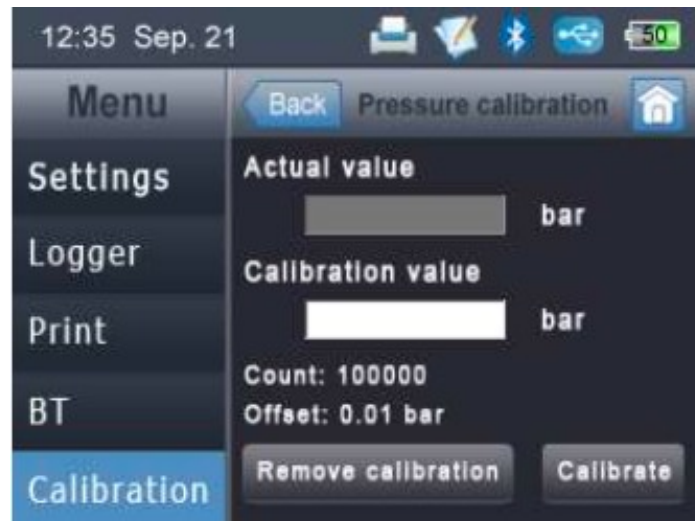 12:35 Sep. 21 50
Menu
Settings
Logger
Print
BT
Calibration
Back Pressure calibration
Actual value
bar
Calibration value
bar
Count: 100000
Offset: 0.01 bar
Remove calibration Calibrate